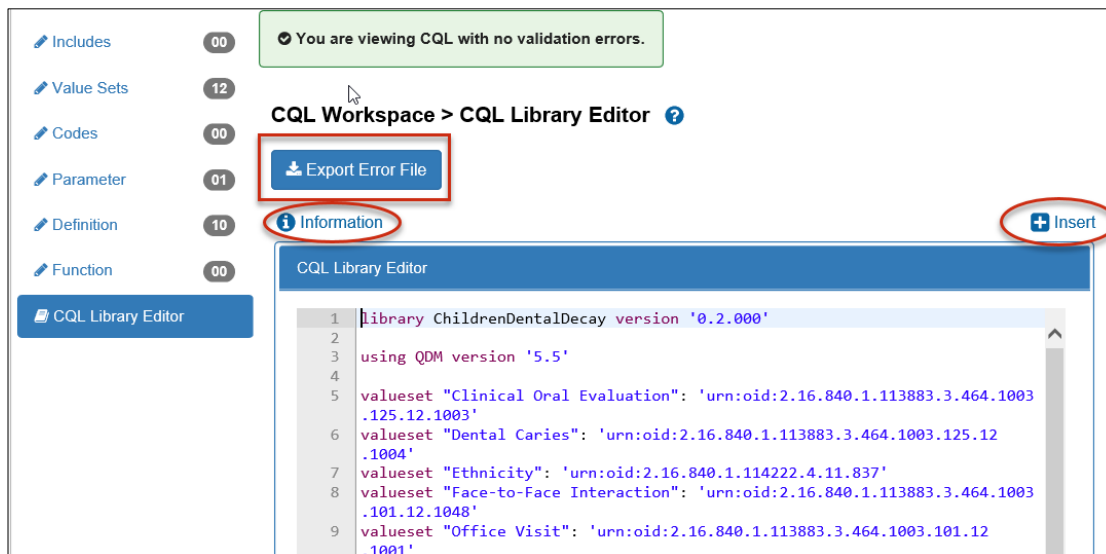 Includes 00
Value Sets 12
Codes 00
Parameter 01
Definition 10
Function 00
CQL Library Editor
You are viewing CQL with no validation errors.
CQL Workspace > CQL Library Editor ?
Export Error File
Information
Insert
CQL Library Editor
1 library ChildrenDentalDecay version '0.2.000'
2
3 using QDM version '5.5'
4
5 valueset "Clinical Oral Evaluation": 'urn:oid:2.16.840.1.113883.3.464.1003
.125.12.1003'
6 valueset "Dental Caries": 'urn:oid:2.16.840.1.113883.3.464.1003.125.12
.1004'
7 valueset "Ethnicity": 'urn:oid:2.16.840.1.114222.4.11.837'
8 valueset "Face-to-Face Interaction": 'urn:oid:2.16.840.1.113883.3.464.1003
.101.12.1048'
9 valueset "Office Visit": 'urn:oid:2.16.840.1.113883.3.464.1003.101.12
.1001'